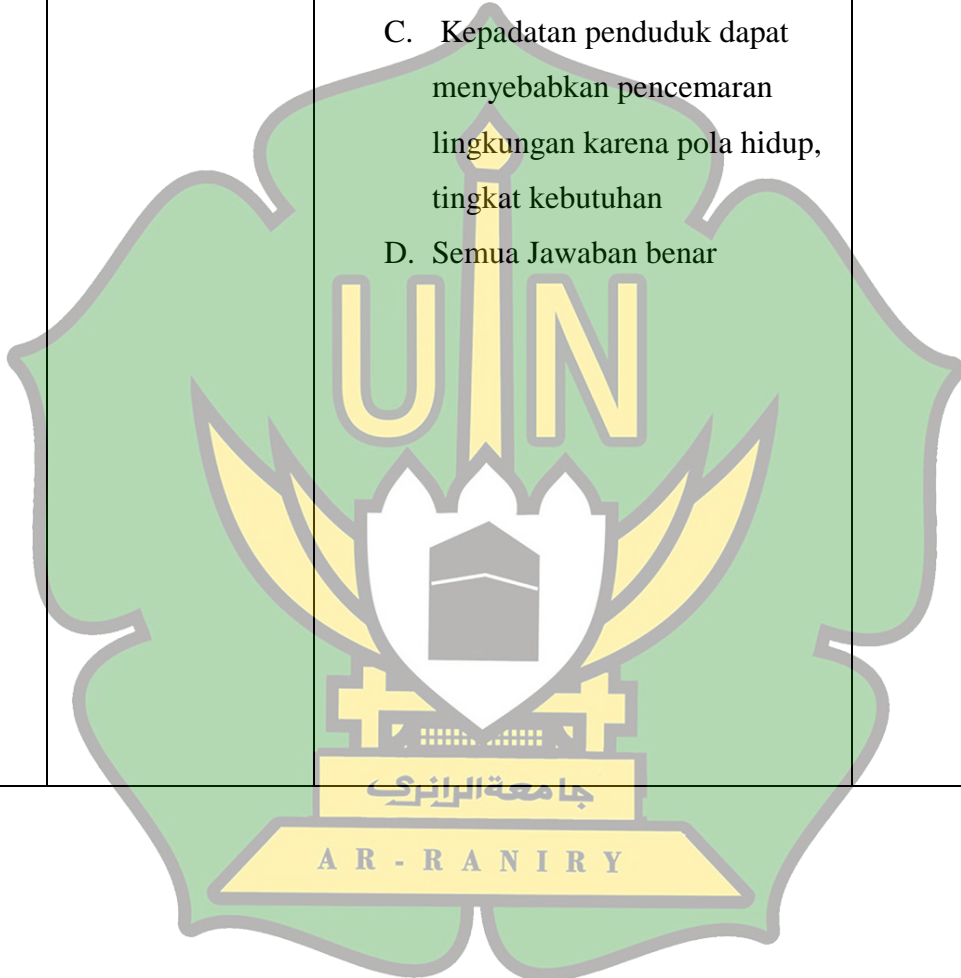 C. Kepadatan penduduk dapat
menyebabkan pencemaran
lingkungan karena pola hidup,
tingkat kebutuhan
D. Semua Jawaban benar
UIN
جامعة الرانري
AR-RANIRY